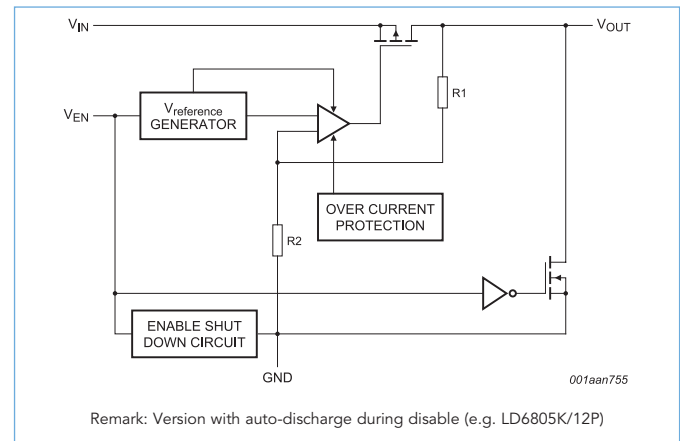 VIN
VOUT
R1
VEN
Vreference
GENERATOR
OVER CURRENT
PROTECTION
R2
ENABLE SHUT
DOWN CIRCUIT
GND
001aan755
Remark: Version with auto-discharge during disable (e.g. LD6805K/12P)